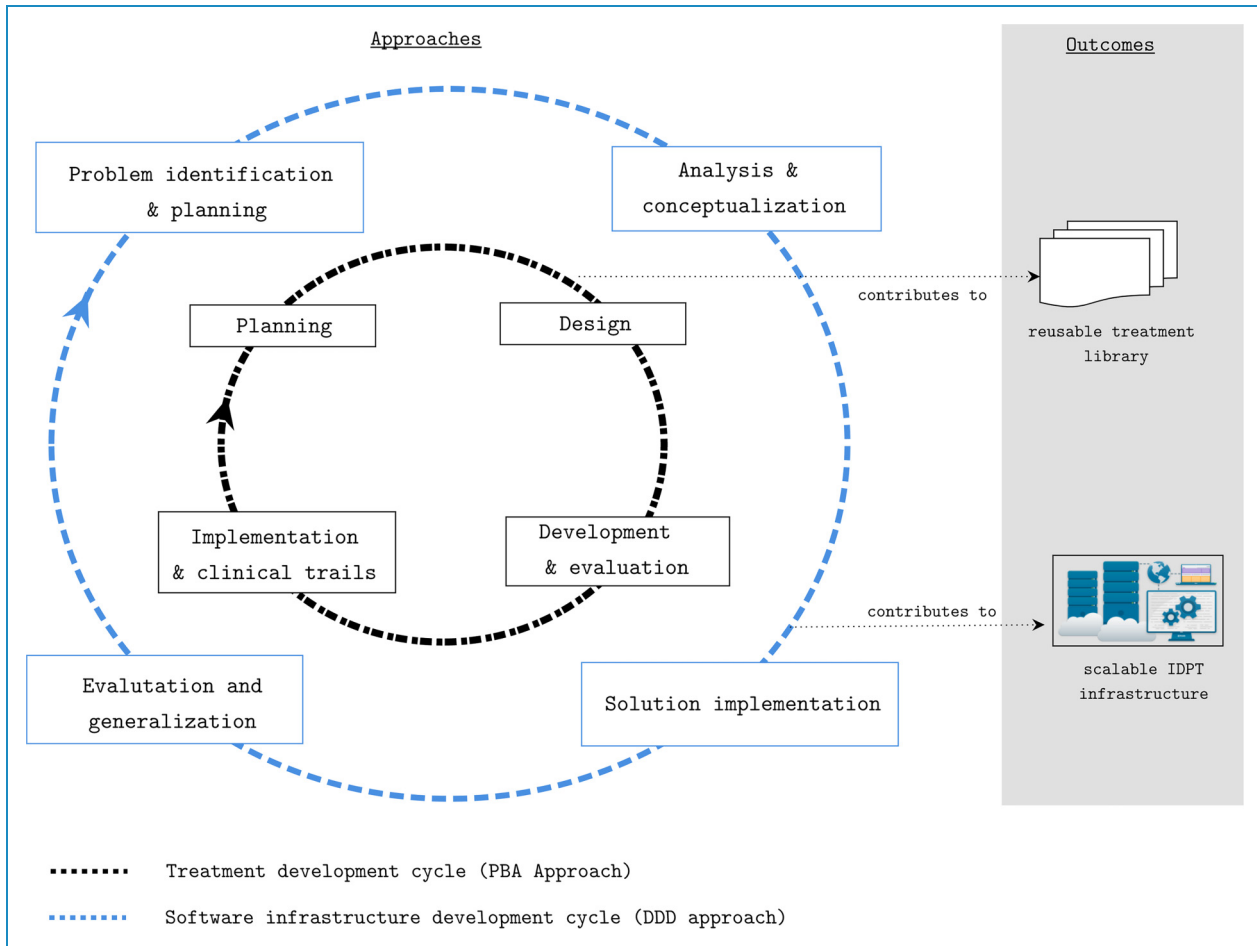 Approaches
Outcomes
Problem identification
& planning
Analysis &
conceptualization
Planning
Design
contributes to
reusable treatment
library
Implementation
& clinical trails
Development
& evaluation
contributes to
scalable IDPT
infrastructure
Evalutation and
generalization
Solution implementation
Treatment development cycle (PBA Approach)
Software infrastructure development cycle (DDD approach)